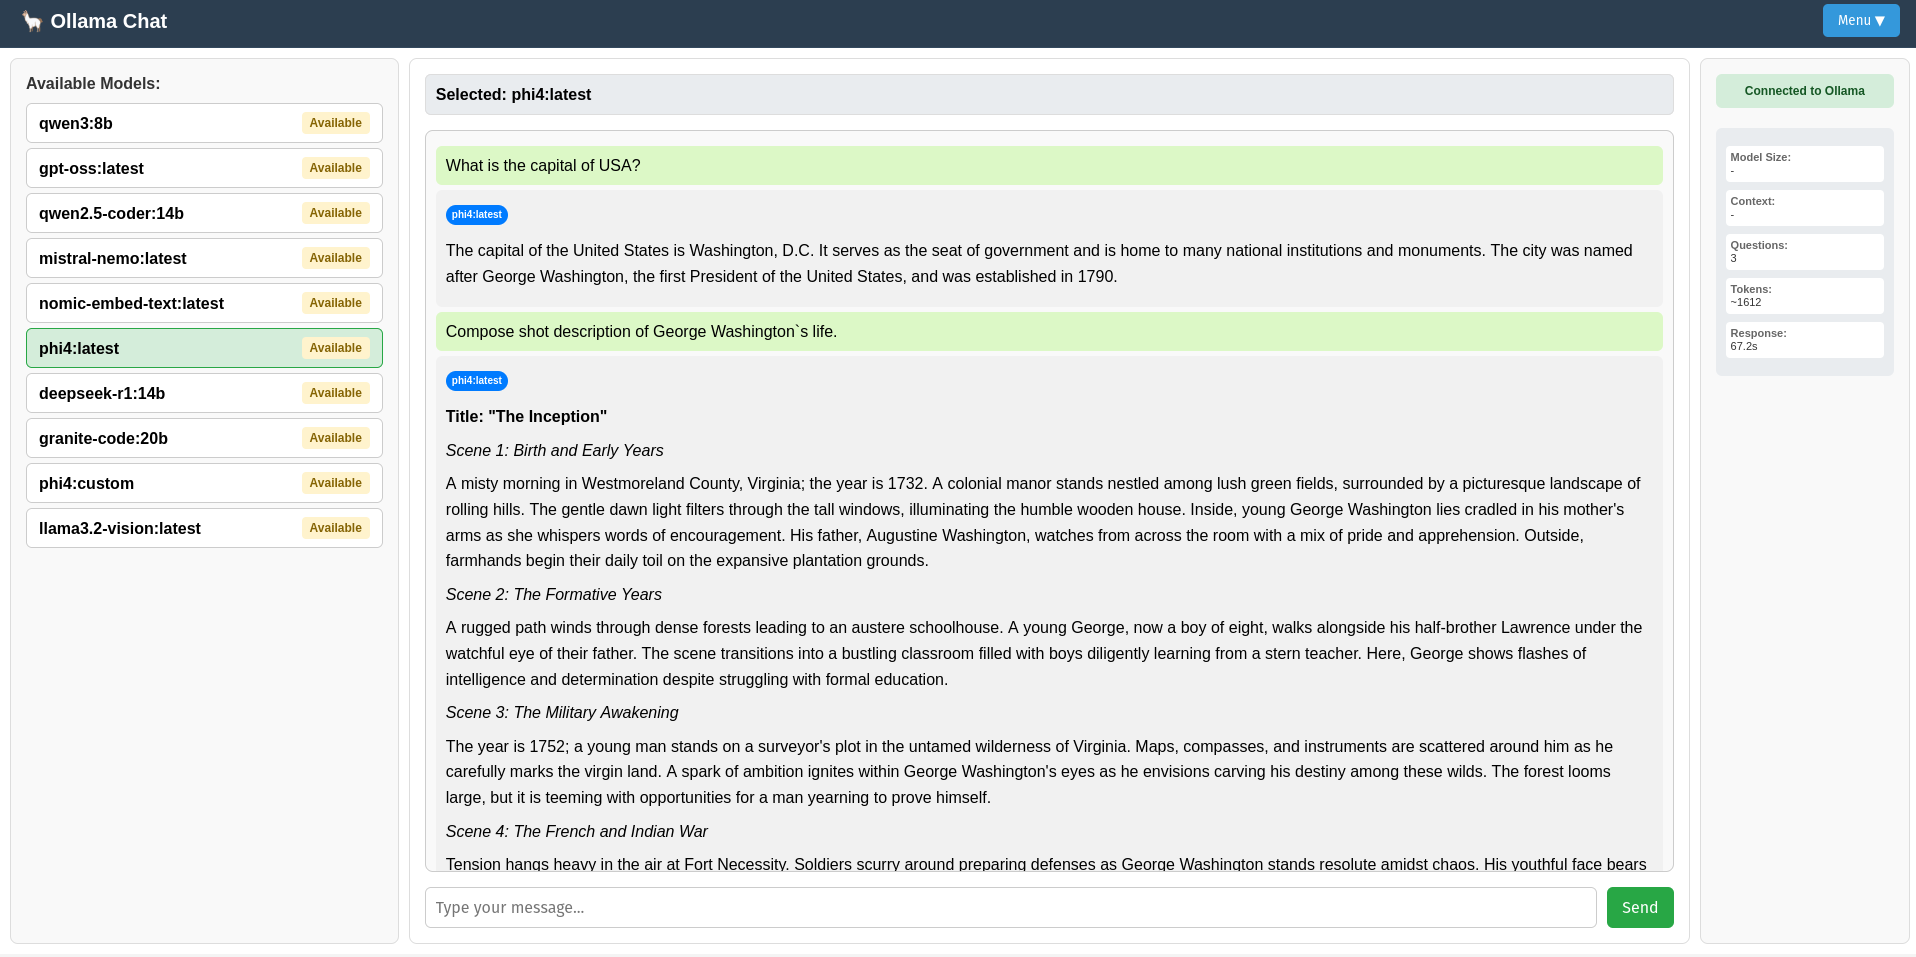 Ollama Chat
Menu ▼
Available Models:
qwen3:8b Available
gpt-oss:latest Available
qwen2.5-coder:14b Available
mistral-nemo:latest Available
nomic-embed-text:latest Available
phi4:latest Available
deepseek-r1:14b Available
granite-code:20b Available
phi4:custom Available
llama3.2-vision:latest Available
Selected: phi4:latest
What is the capital of USA?
phi4:latest
The capital of the United States is Washington, D.C. It serves as the seat of government and is home to many national institutions and monuments. The city was named
after George Washington, the first President of the United States, and was established in 1790.
Compose shot description of George Washington`s life.
phi4:latest
Title: "The Inception"
Scene 1: Birth and Early Years
A misty morning in Westmoreland County, Virginia; the year is 1732. A colonial manor stands nestled among lush green fields, surrounded by a picturesque landscape of
rolling hills. The gentle dawn light filters through the tall windows, illuminating the humble wooden house. Inside, young George Washington lies cradled in his mother's
arms as she whispers words of encouragement. His father, Augustine Washington, watches from across the room with a mix of pride and apprehension. Outside,
farmhands begin their daily toil on the expansive plantation grounds.
Scene 2: The Formative Years
A rugged path winds through dense forests leading to an austere schoolhouse. A young George, now a boy of eight, walks alongside his half-brother Lawrence under the
watchful eye of their father. The scene transitions into a bustling classroom filled with boys diligently learning from a stern teacher. Here, George shows flashes of
intelligence and determination despite struggling with formal education.
Scene 3: The Military Awakening
The year is 1752; a young man stands on a surveyor's plot in the untamed wilderness of Virginia. Maps, compasses, and instruments are scattered around him as he
carefully marks the virgin land. A spark of ambition ignites within George Washington's eyes as he envisions carving his destiny among these wilds. The forest looms
large, but it is teeming with opportunities for a man yearning to prove himself.
Scene 4: The French and Indian War
Tension hangs heavy in the air at Fort Necessity. Soldiers scurry around preparing defenses as George Washington stands resolute amidst chaos. His youthful face bears
Type your message...
Send
Connected to Ollama
Model Size:
-
Context:
-
Questions:
3
Tokens:
~1612
Response:
67.2s